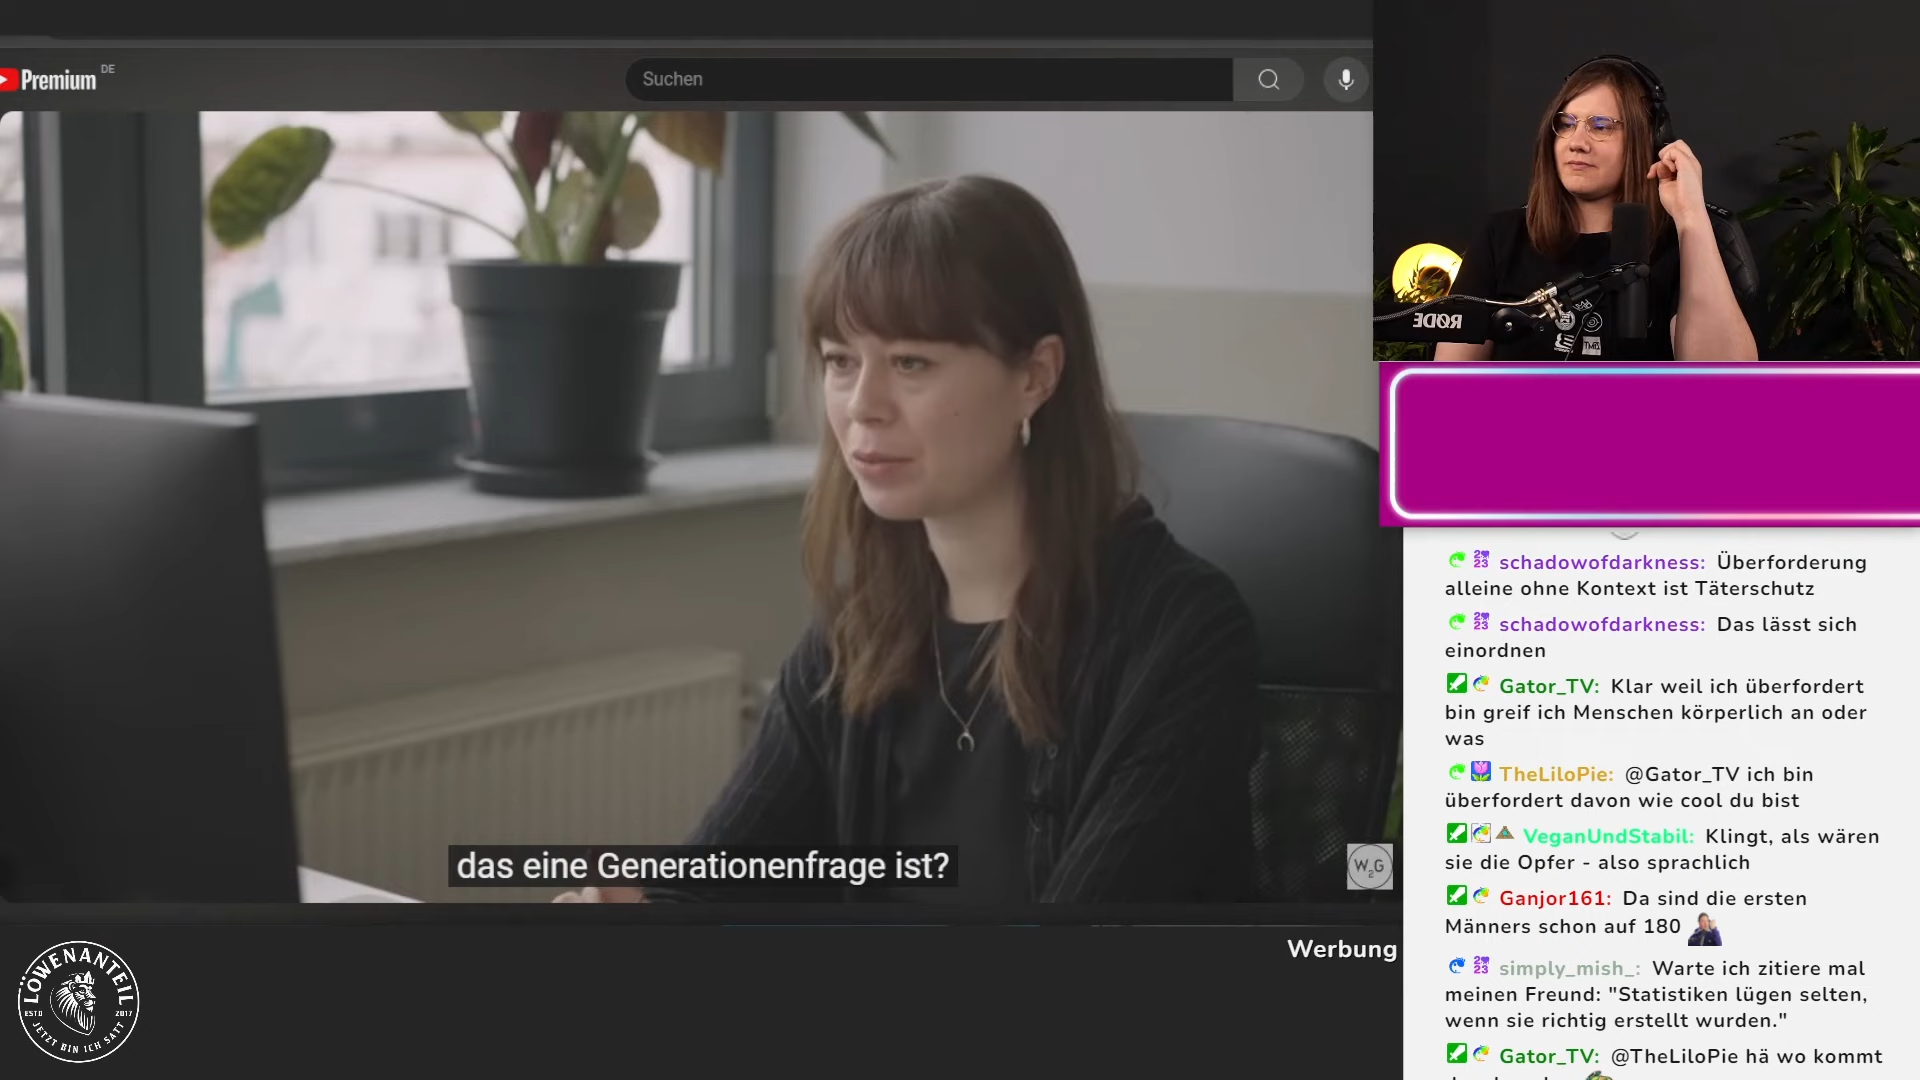 Premium DE
Suchen
das eine Generationenfrage ist?
W2G
Werbung
LÖWENANTEIL
ESTD 2017
JETZT BIN ICH SATT
RØDE
schadowofdarkness: Überforderung
alleine ohne Kontext ist Täterschutz
schadowofdarkness: Das lässt sich
einordnen
Gator_TV: Klar weil ich überfordert
bin greif ich Menschen körperlich an oder
was
TheLiloPie: @Gator_TV ich bin
überfordert davon wie cool du bist
VeganUndStabil: Klingt, als wären
sie die Opfer - also sprachlich
Ganjor161: Da sind die ersten
Männers schon auf 180
simply_mish_: Warte ich zitiere mal
meinen Freund: "Statistiken lügen selten,
wenn sie richtig erstellt wurden."
Gator_TV: @TheLiloPie hä wo kommt